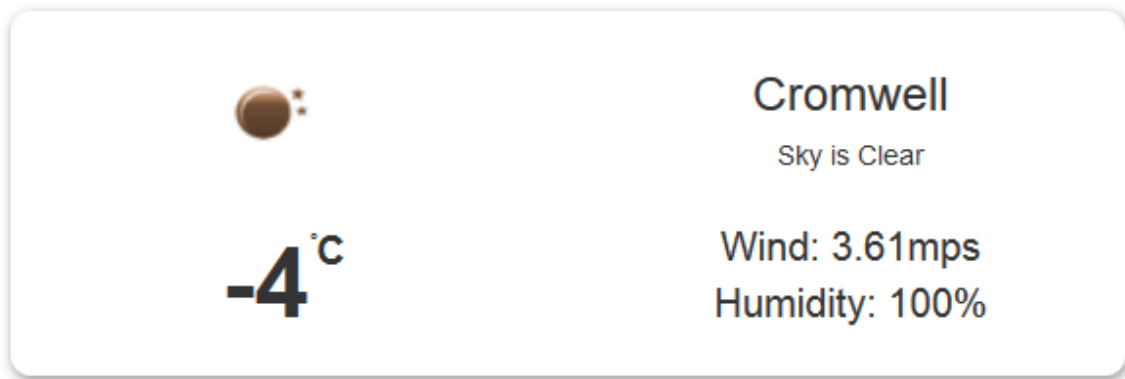 Cromwell
Sky is Clear
-4°C
Wind: 3.61mps
Humidity: 100%